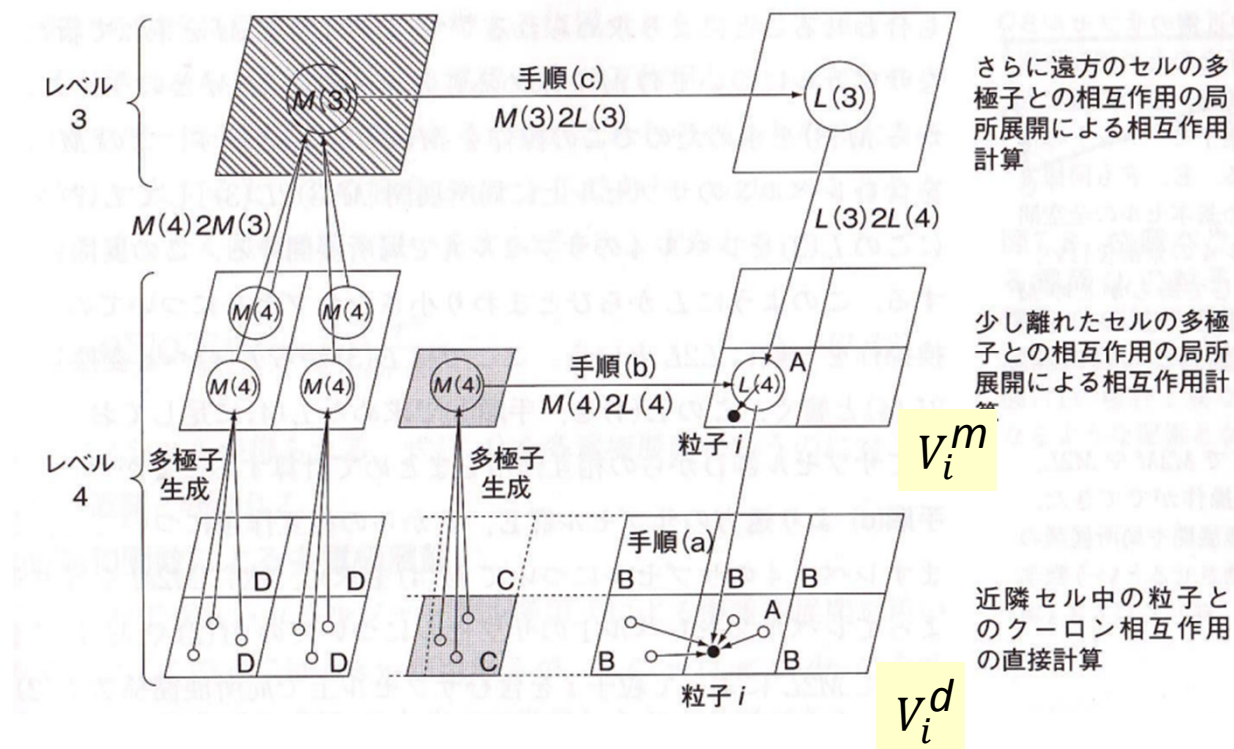 レベル
3
M(3)
手順(c)
M(3)2L(3)
L(3)
さらに遠方のセルの多
極子との相互作用の局
所展開による相互作用
計算
M(4)2M(3)
L(3)2L(4)
M(4)
M(4)
M(4)
M(4)
M(4)
手順(b)
M(4)2L(4)
L(4)
A
粒子i
少し離れたセルの多極
子との相互作用の局所
展開による相互作用計
V_i^m
レベル
4
多極子
生成
多極子
生成
手順(a)
D
D
C
B
B
B
D
D
C
B
A
B
粒子i
近隣セル中の粒子と
のクーロン相互作用
の直接計算
V_i^d